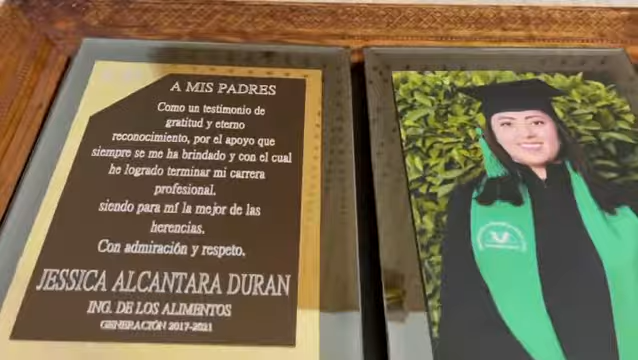 A MIS PADRES
Como un testimonio de
gratitud y eterno
reconocimiento, por el apoyo que
siempre se me ha brindado y con el cual
he logrado terminar mi carrera
profesional.
siendo para mí la mejor de las
herencias.
Con admiración y respeto.
JESSICA ALCANTARA DURAN
ING. DE LOS ALIMENTOS
GENERACIÓN 2017-2021